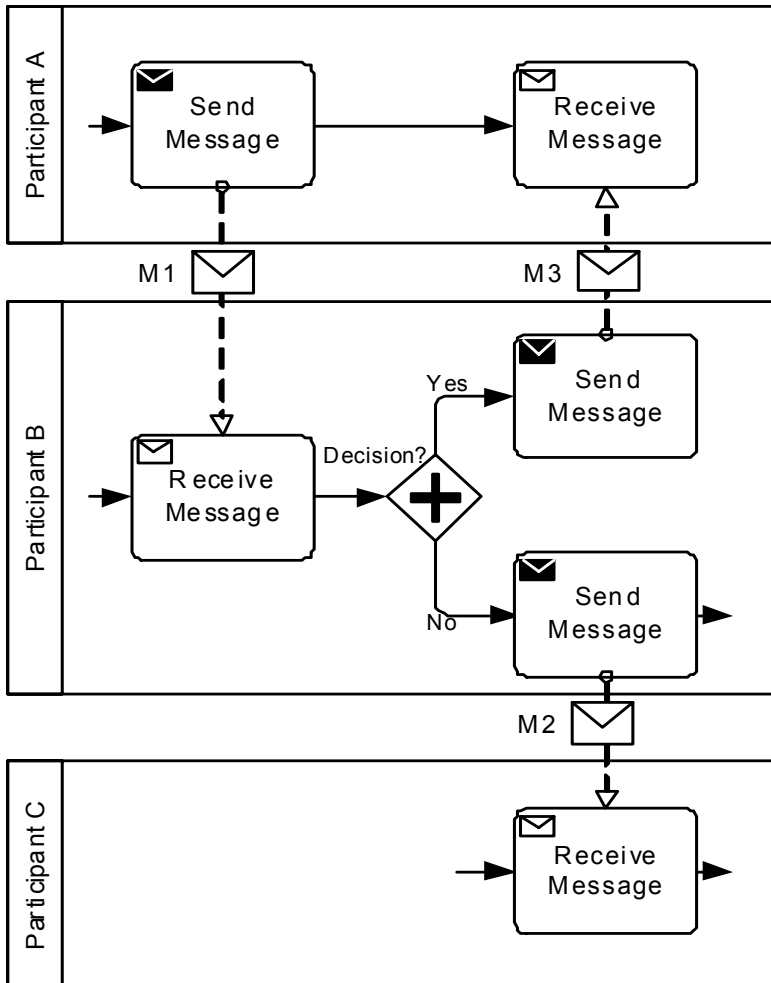 Participant A
Send
Message
Receive
Message
M1
M3
Participant B
Receive
Message
Decision?
Yes
No
Send
Message
Send
Message
M2
Participant C
Receive
Message